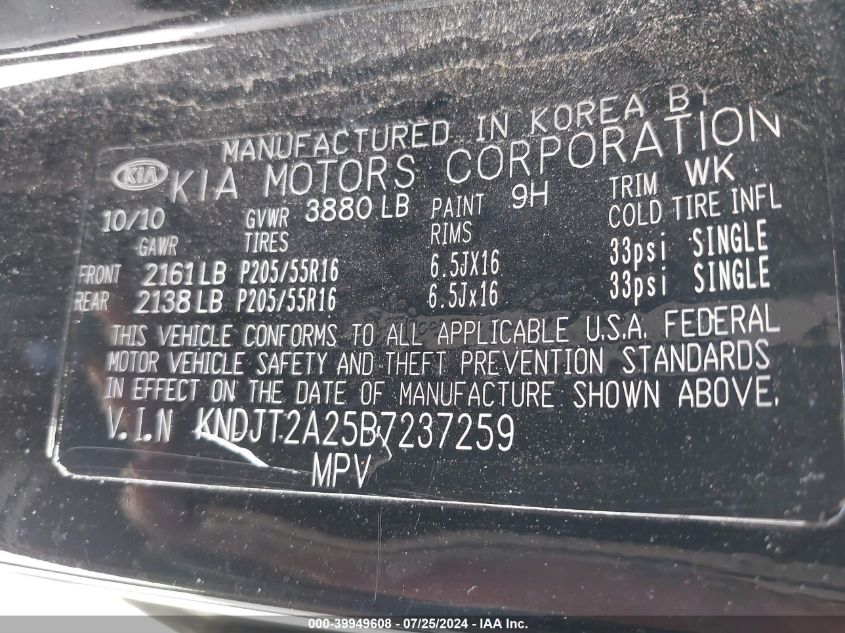 MANUFACTURED IN KOREA BY
KIA KIA MOTORS CORPORATION
10/10 GVWR 3880 LB PAINT 9H TRIM WK
GAWR TIRES RIMS COLD TIRE INFL
FRONT 2161 LB P205/55R16 6.5JX16 33psi SINGLE
REAR 2138 LB P205/55R16 6.5Jx16 33psi SINGLE
THIS VEHICLE CONFORMS TO ALL APPLICABLE U.S.A. FEDERAL
MOTOR VEHICLE SAFETY AND THEFT PREVENTION STANDARDS
IN EFFECT ON THE DATE OF MANUFACTURE SHOWN ABOVE.
V.I.N KNDJT2A25B7237259
MPV
000-39949608 - 07/25/2024 - IAA Inc.